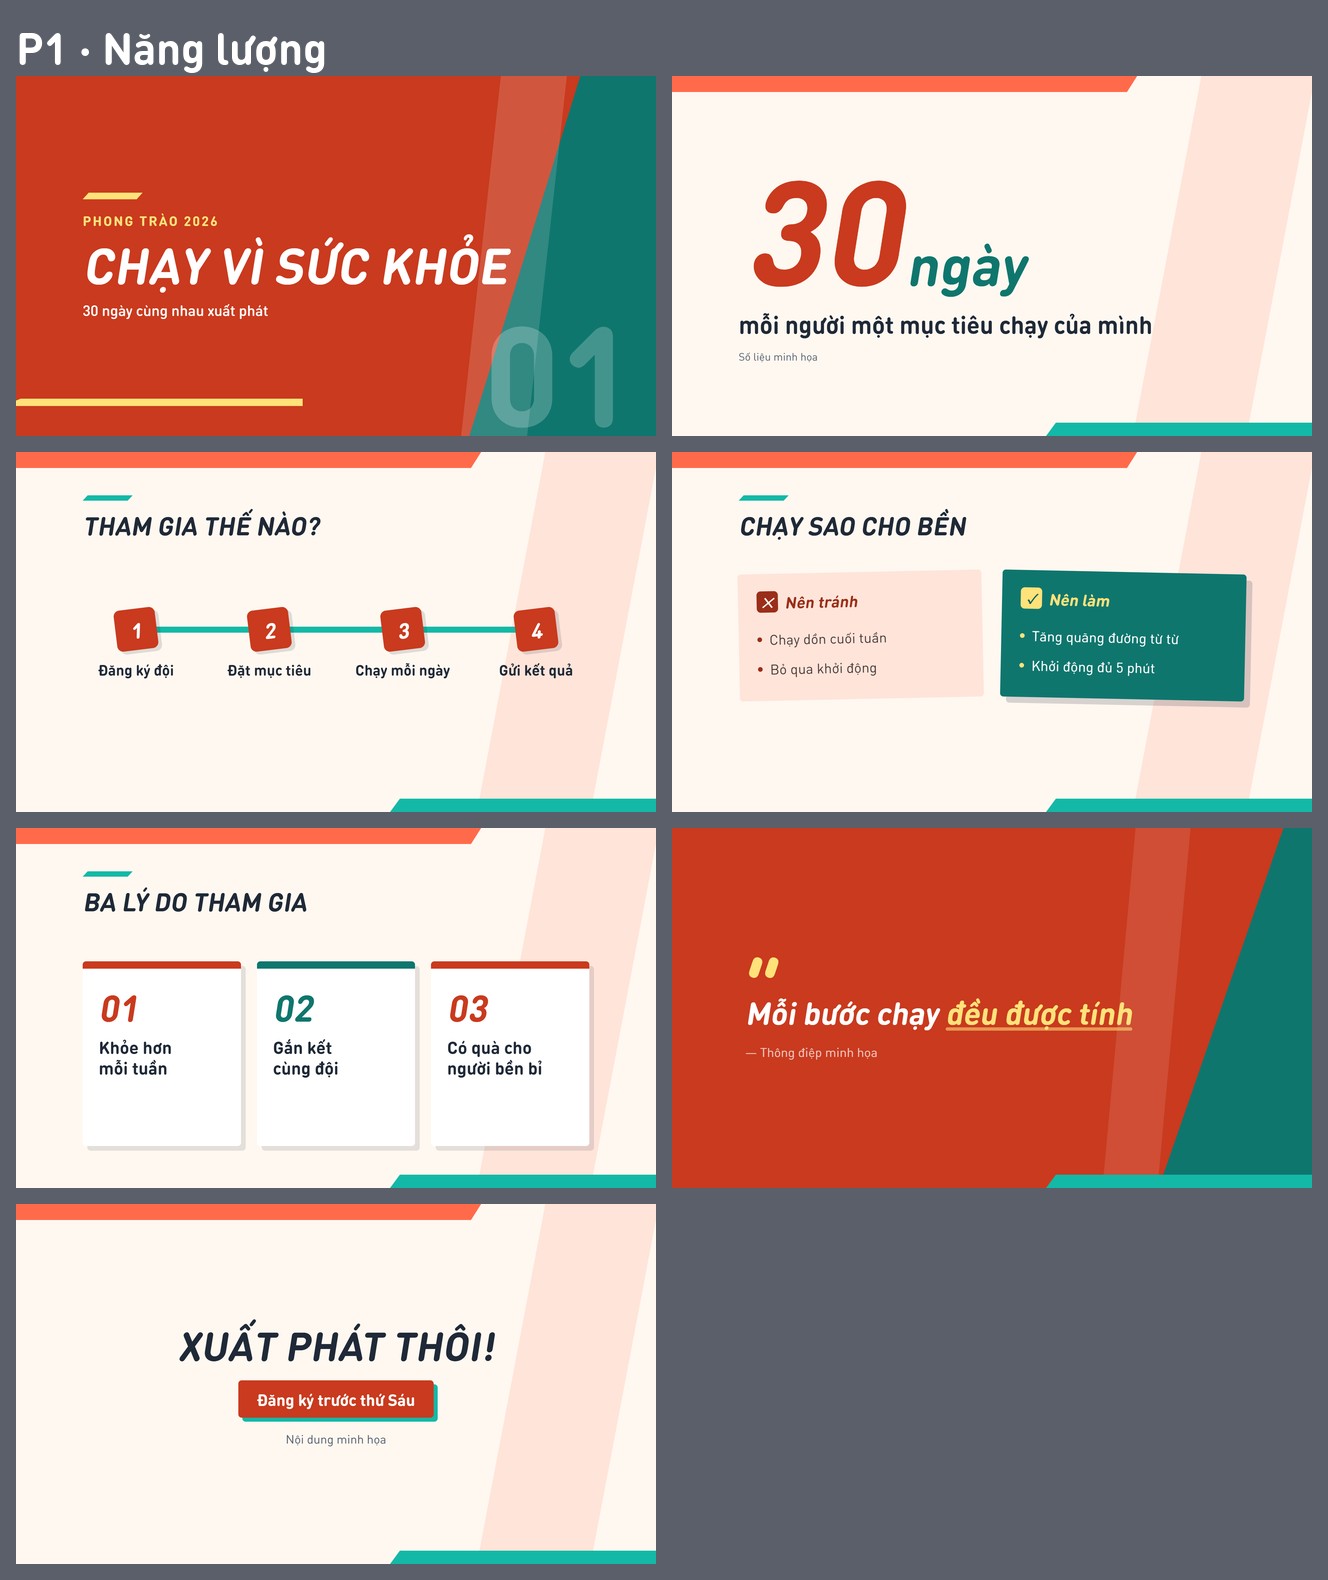 P1 · Năng lượng
PHONG TRÀO 2026
CHẠY VÌ SỨC KHỎE
30 ngày cùng nhau xuất phát
01
30 ngày
mỗi người một mục tiêu chạy của mình
Số liệu minh họa
THAM GIA THẾ NÀO?
1 2 3 4
Đăng ký đội Đặt mục tiêu Chạy mỗi ngày Gửi kết quả
CHẠY SAO CHO BỀN
Nên tránh
• Chạy dồn cuối tuần
• Bỏ qua khởi động
Nên làm
• Tăng quãng đường từ từ
• Khởi động đủ 5 phút
BA LÝ DO THAM GIA
01
Khỏe hơn
mỗi tuần
02
Gắn kết
cùng đội
03
Có quà cho
người bền bỉ
"
Mỗi bước chạy đều được tính
— Thông điệp minh họa
XUẤT PHÁT THÔI!
Đăng ký trước thứ Sáu
Nội dung minh họa